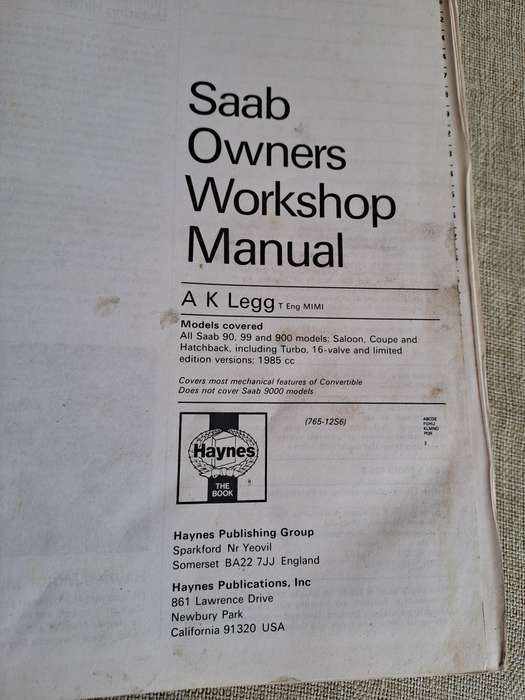 Saab
Owners
Workshop
Manual
A K Legg T Eng MIMI
Models covered
All Saab 90, 99 and 900 models; Saloon, Coupe and
Hatchback, including Turbo, 16-valve and limited
edition versions; 1985 cc
Covers most mechanical features of Convertible
Does not cover Saab 9000 models
(765-12S6)
ABCDE
FGHIJ
KLMNO
PQR
Haynes
THE
BOOK
Haynes Publishing Group
Sparkford Nr Yeovil
Somerset BA22 7JJ England
Haynes Publications, Inc
861 Lawrence Drive
Newbury Park
California 91320 USA